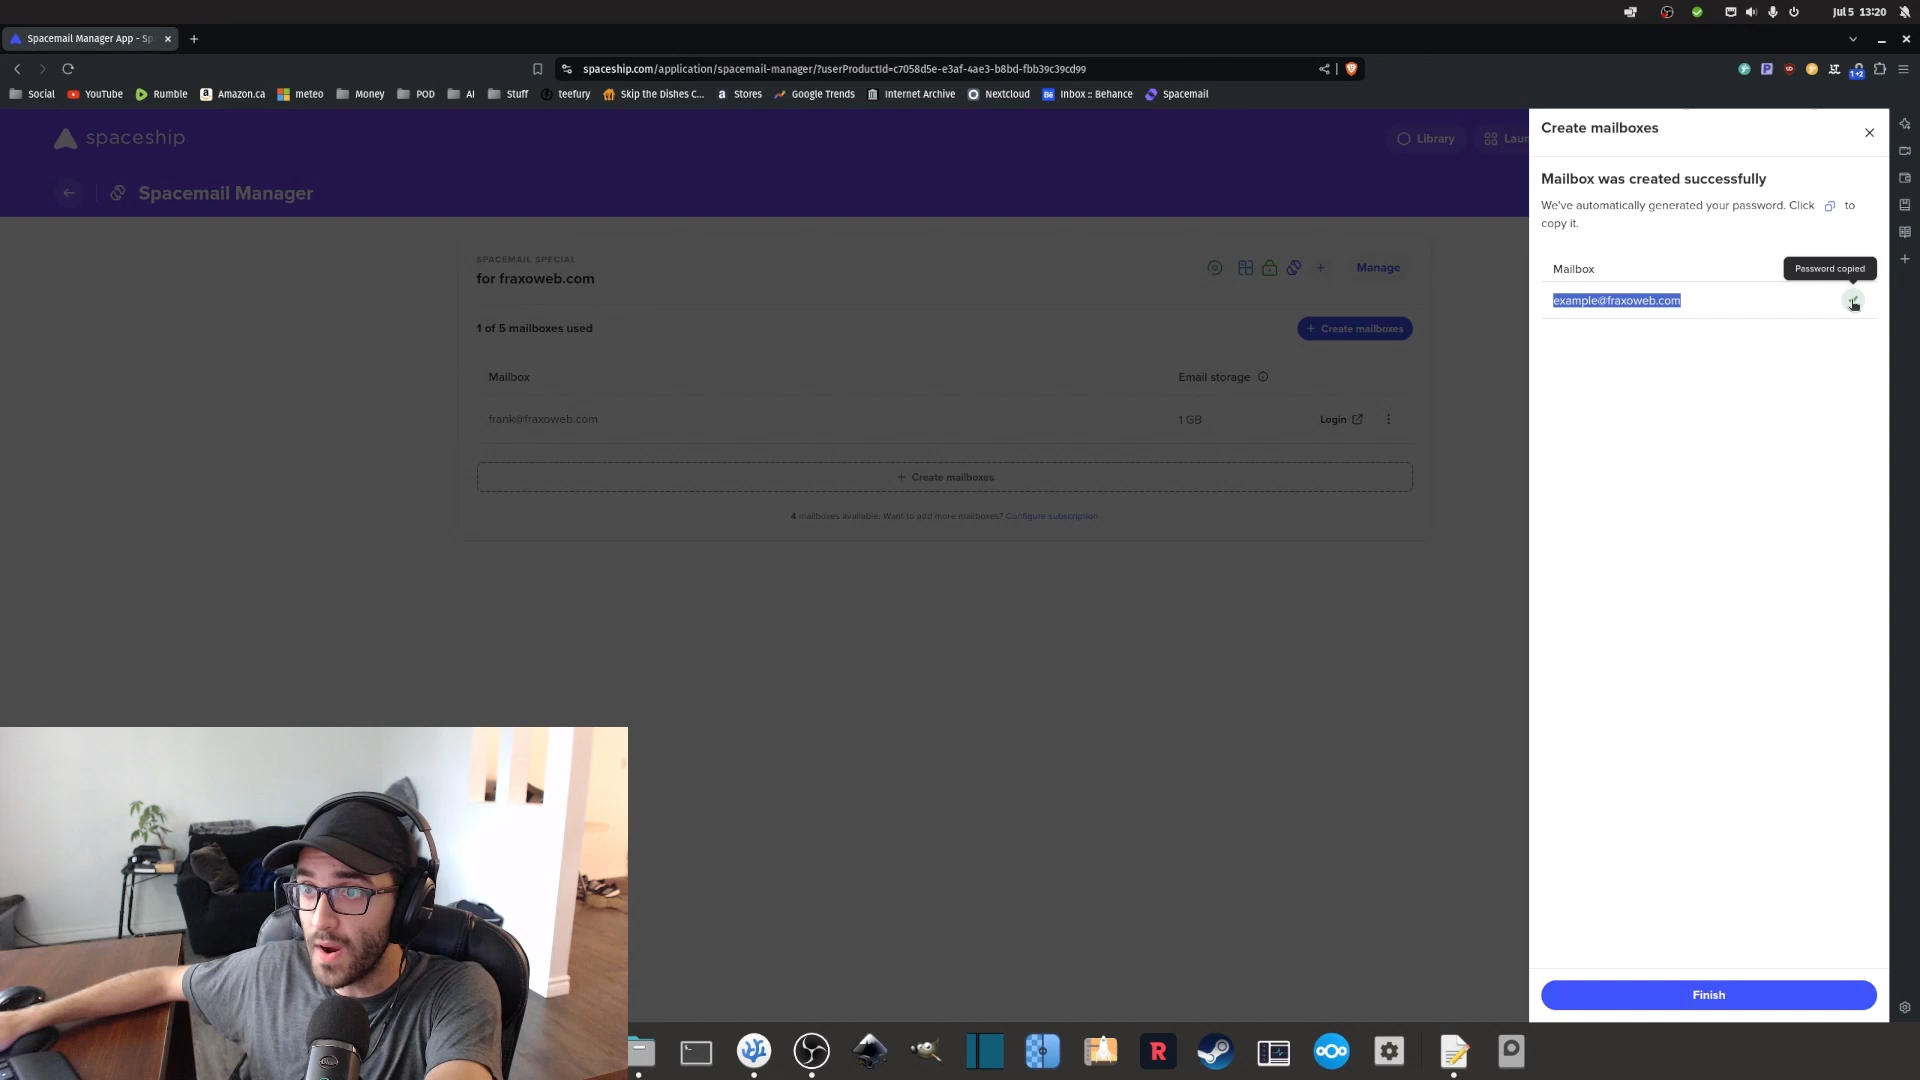 Jul 5 13:20
Spacemail Manager App - Sp
spaceship.com/application/spacemail-manager/?userProductId=c7058d5e-e3af-4ae3-b8bd-fbb39c39cd99
1+2
Social YouTube Rumble Amazon.ca meteo Money POD AI Stuff teefury Skip the Dishes C... Stores Google Trends Internet Archive Nextcloud Inbox :: Behance Spacemail
spaceship
Library
Laun
Spacemail Manager
SPACEMAIL SPECIAL
for fraxoweb.com
Manage
1 of 5 mailboxes used
Create mailboxes
Mailbox
Email storage
frank@fraxoweb.com
1 GB
Login
Create mailboxes
4 mailboxes available. Want to add more mailboxes? Configure subscription
Create mailboxes
Mailbox was created successfully
We've automatically generated your password. Click to
copy it.
Mailbox
Password copied
example@fraxoweb.com
Finish